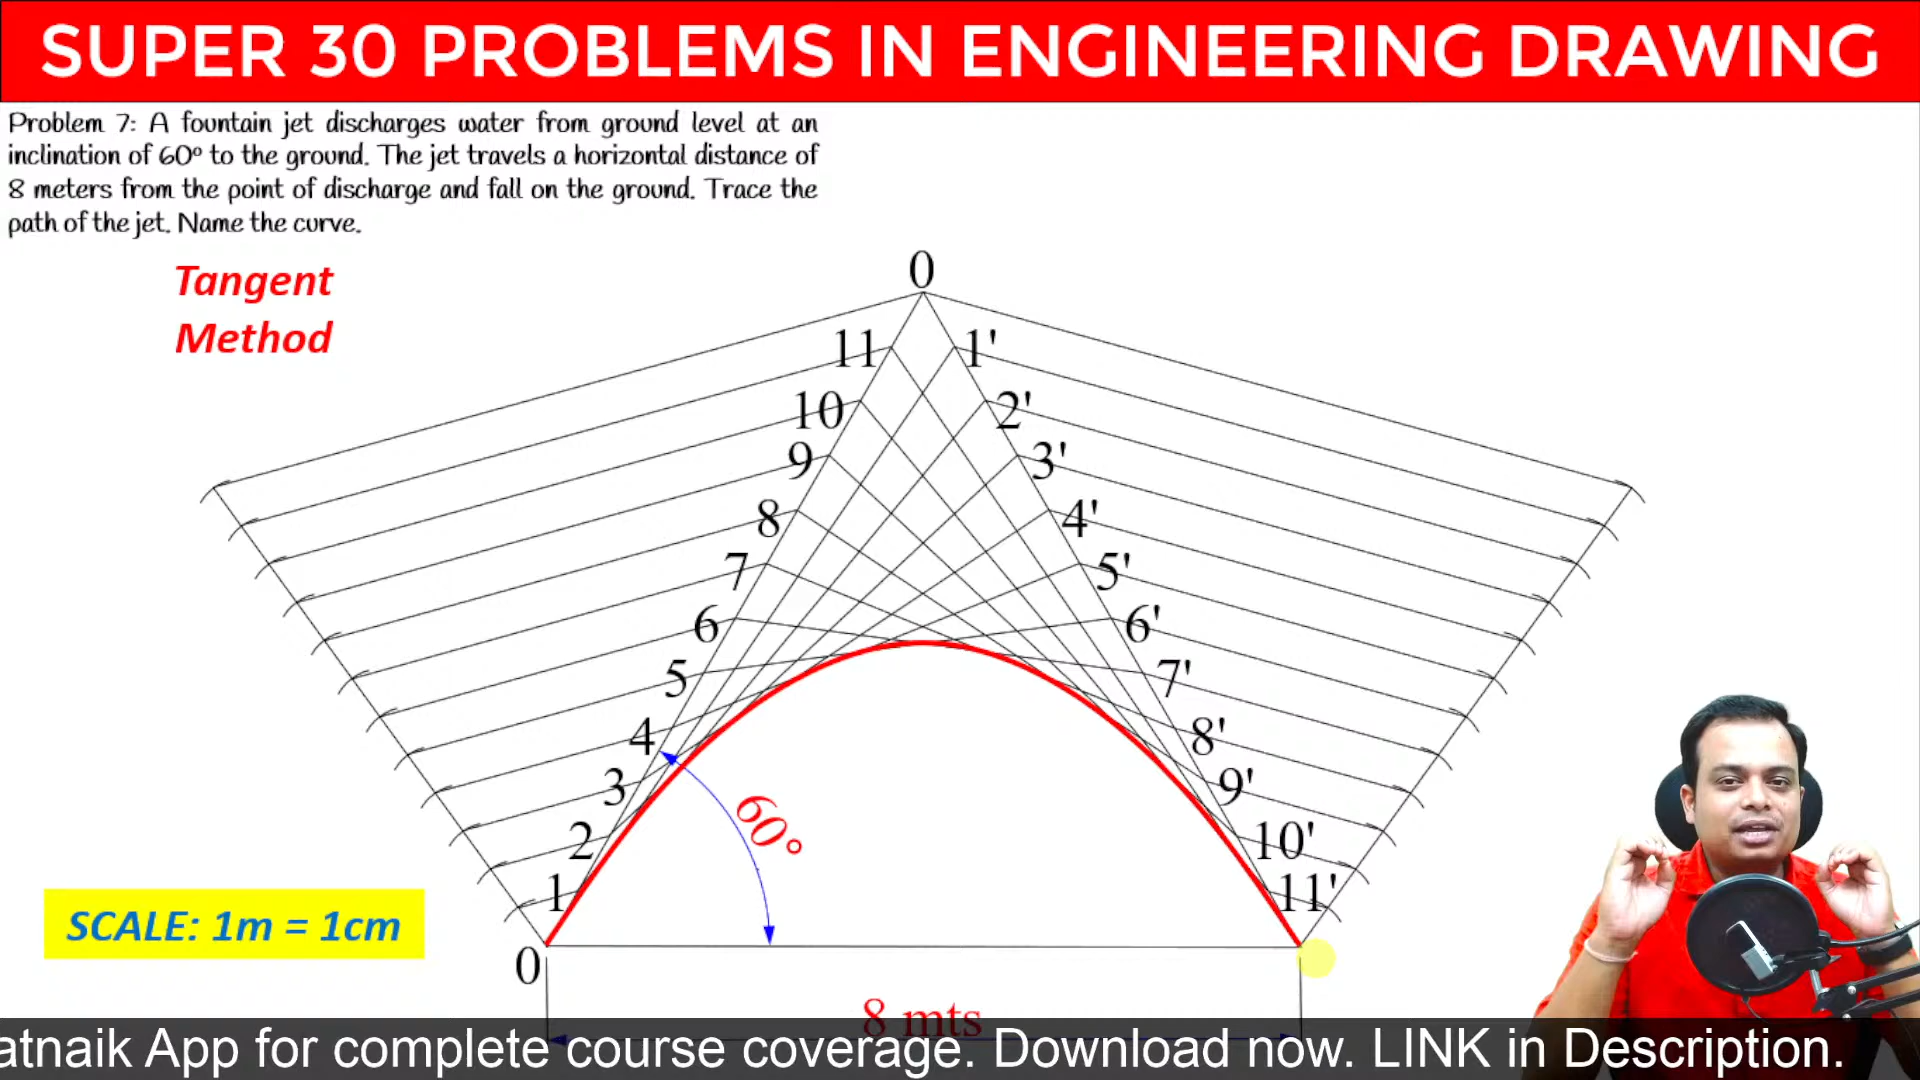 SUPER 30 PROBLEMS IN ENGINEERING DRAWING
Problem 7: A fountain jet discharges water from ground level at an
inclination of 60° to the ground. The jet travels a horizontal distance of
8 meters from the point of discharge and fall on the ground. Trace the
path of the jet. Name the curve.
Tangent
Method
0
11 1'
10 2'
9 3'
8 4'
7 5'
6 6'
5 7'
4 8'
3 9'
60°
2 10'
1 11'
SCALE: 1m = 1cm
0
8 mts
atnaik App for complete course coverage. Download now. LINK in Description.